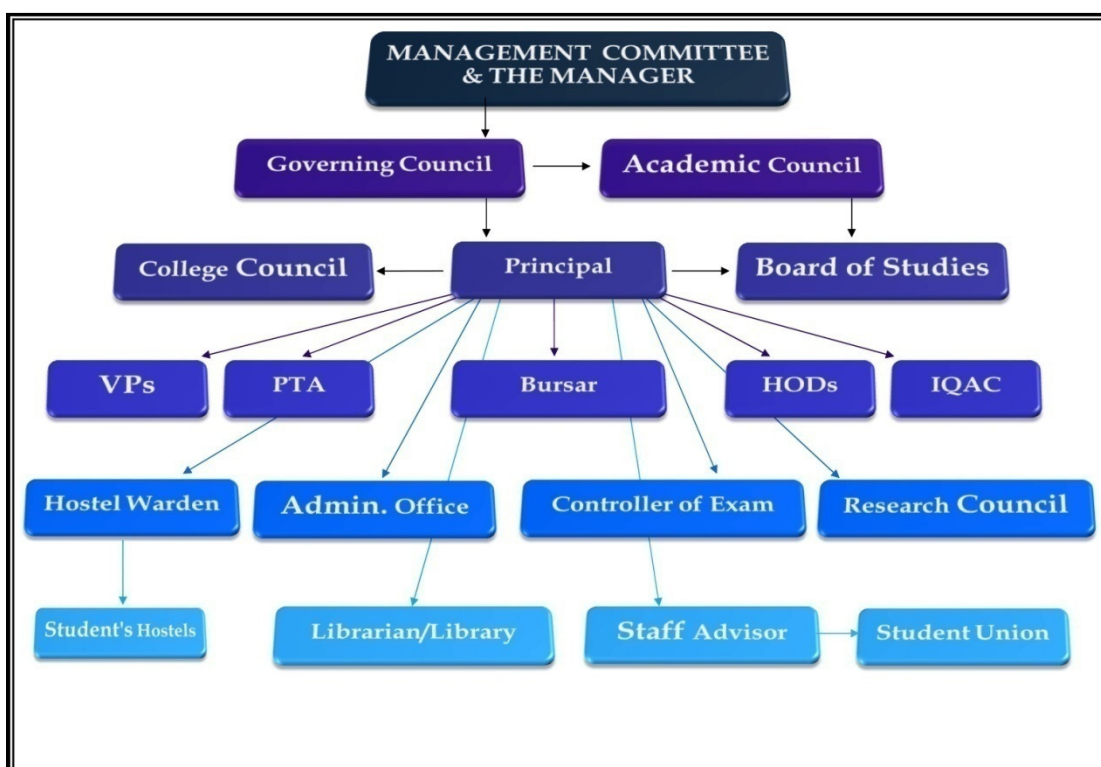 MANAGEMENT COMMITTEE
& THE MANAGER
Governing Council
Academic Council
College Council
Principal
Board of Studies
VPs
PTA
Bursar
HODs
IQAC
Hostel Warden
Admin. Office
Controller of Exam
Research Council
Student's Hostels
Librarian/Library
Staff Advisor
Student Union